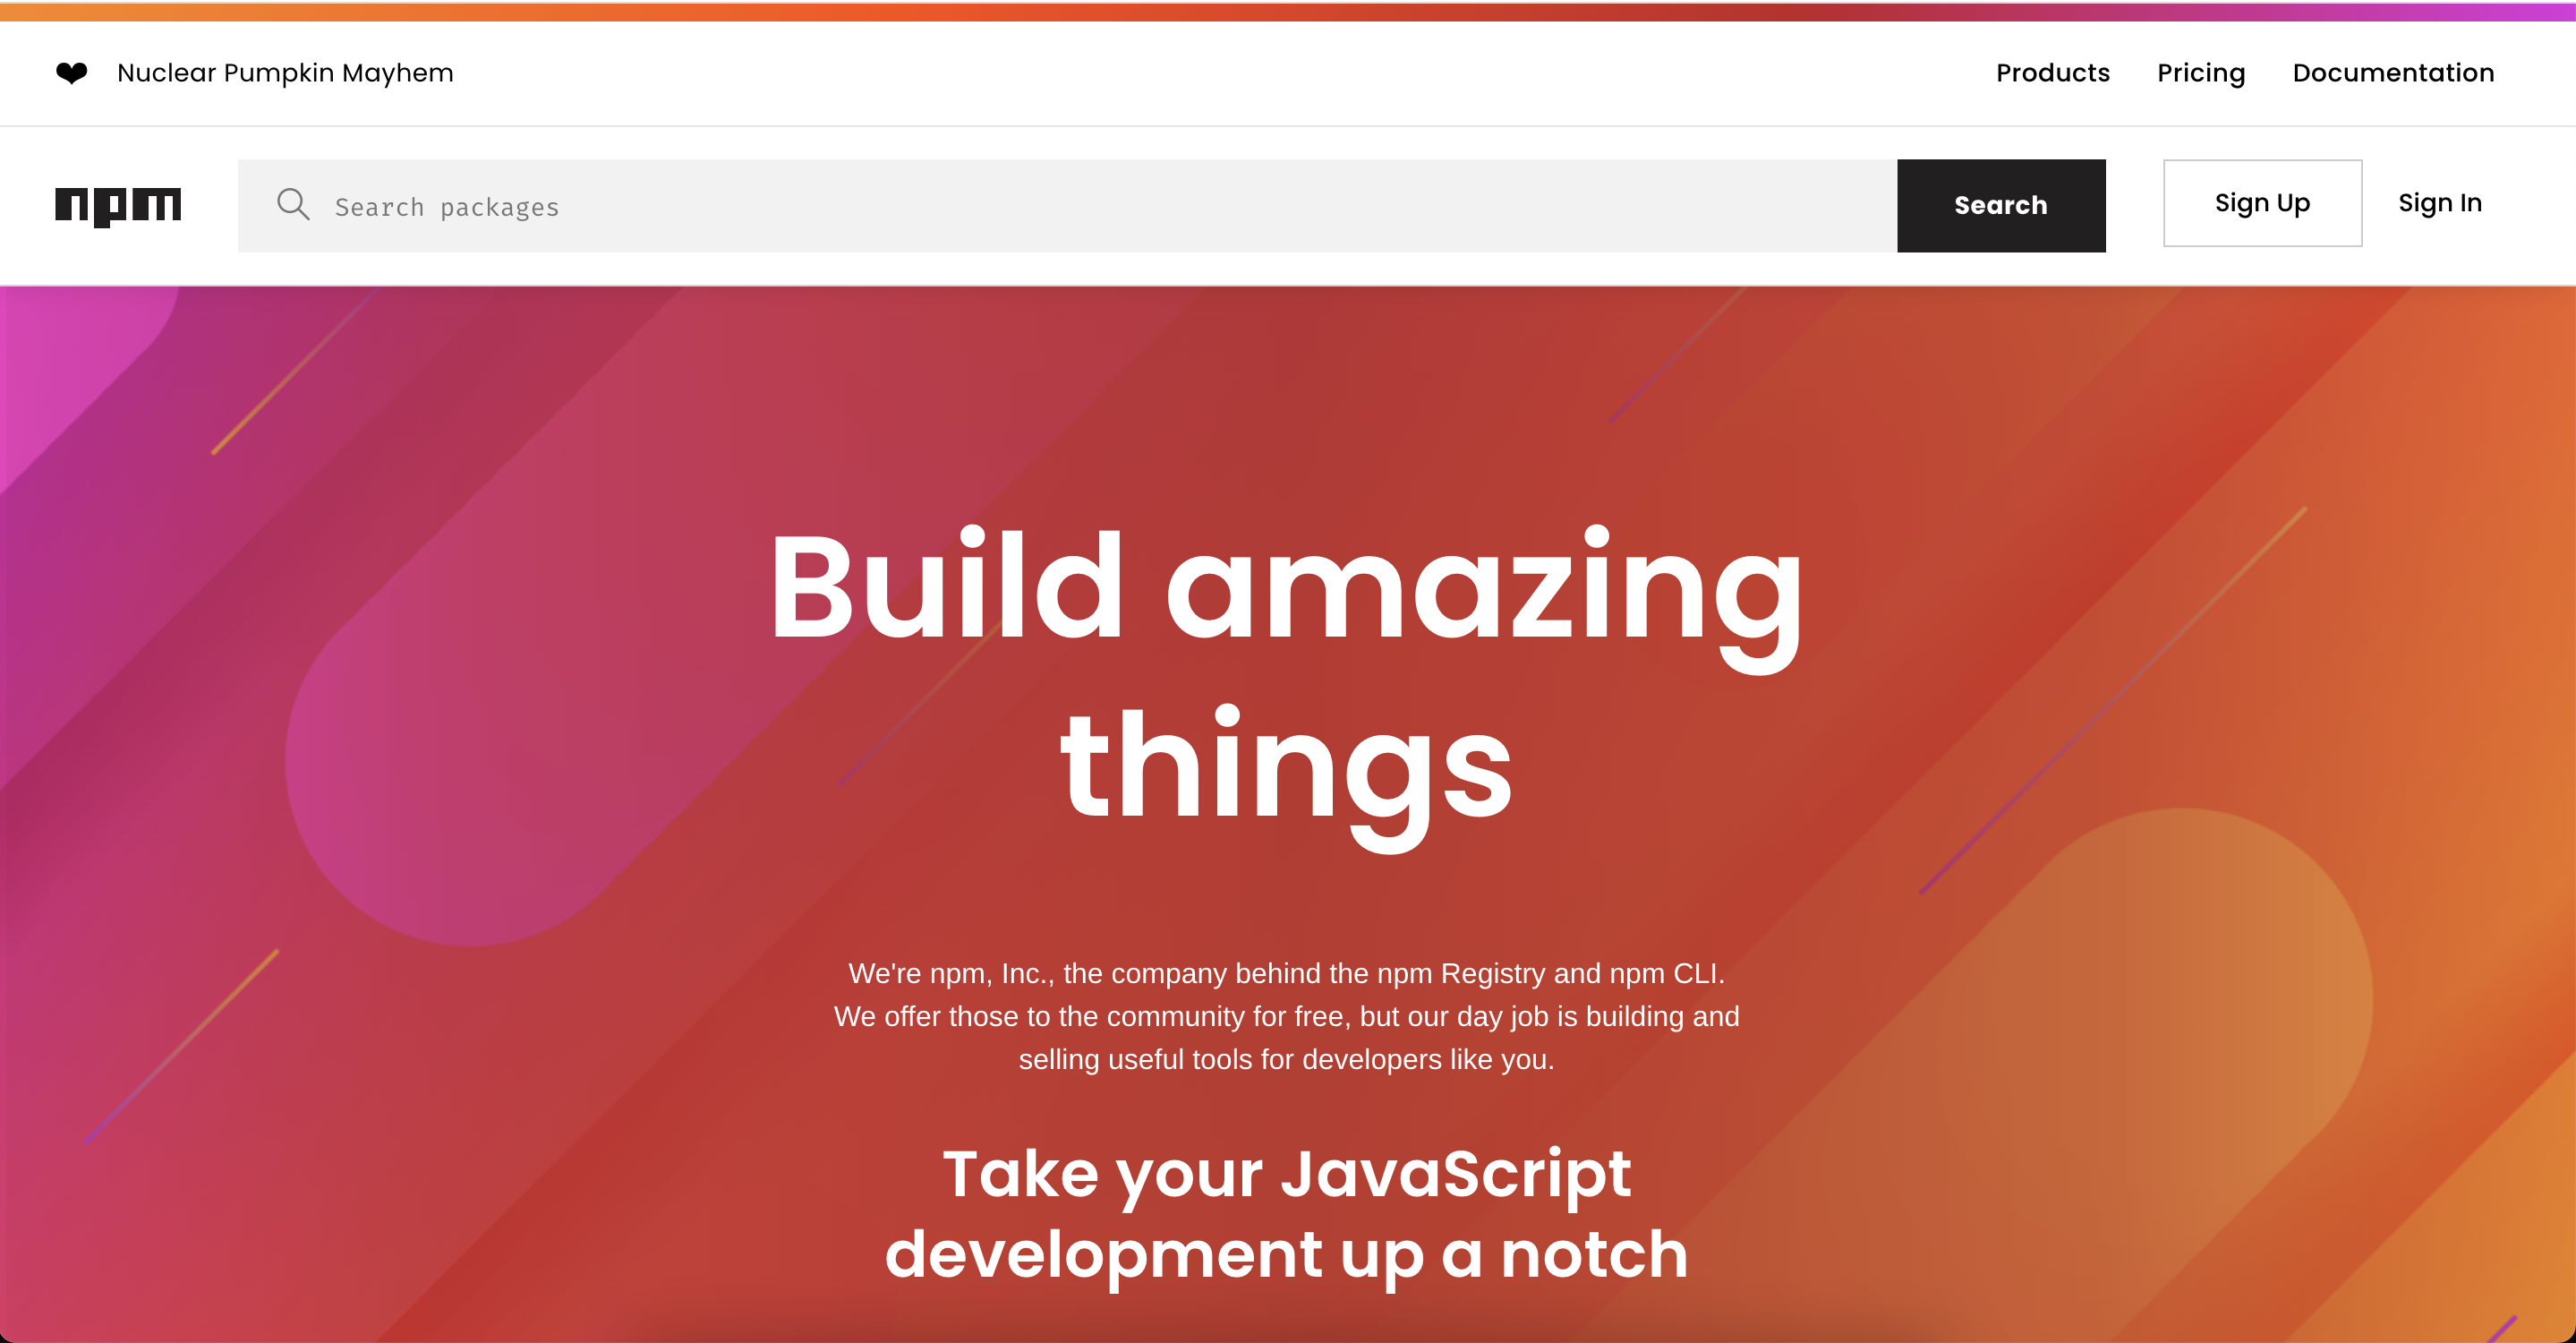 ❤ Nuclear Pumpkin Mayhem
Products Pricing Documentation
npm
Search packages
Search
Sign Up
Sign In
Build amazing
things
We're npm, Inc., the company behind the npm Registry and npm CLI.
We offer those to the community for free, but our day job is building and
selling useful tools for developers like you.
Take your JavaScript
development up a notch